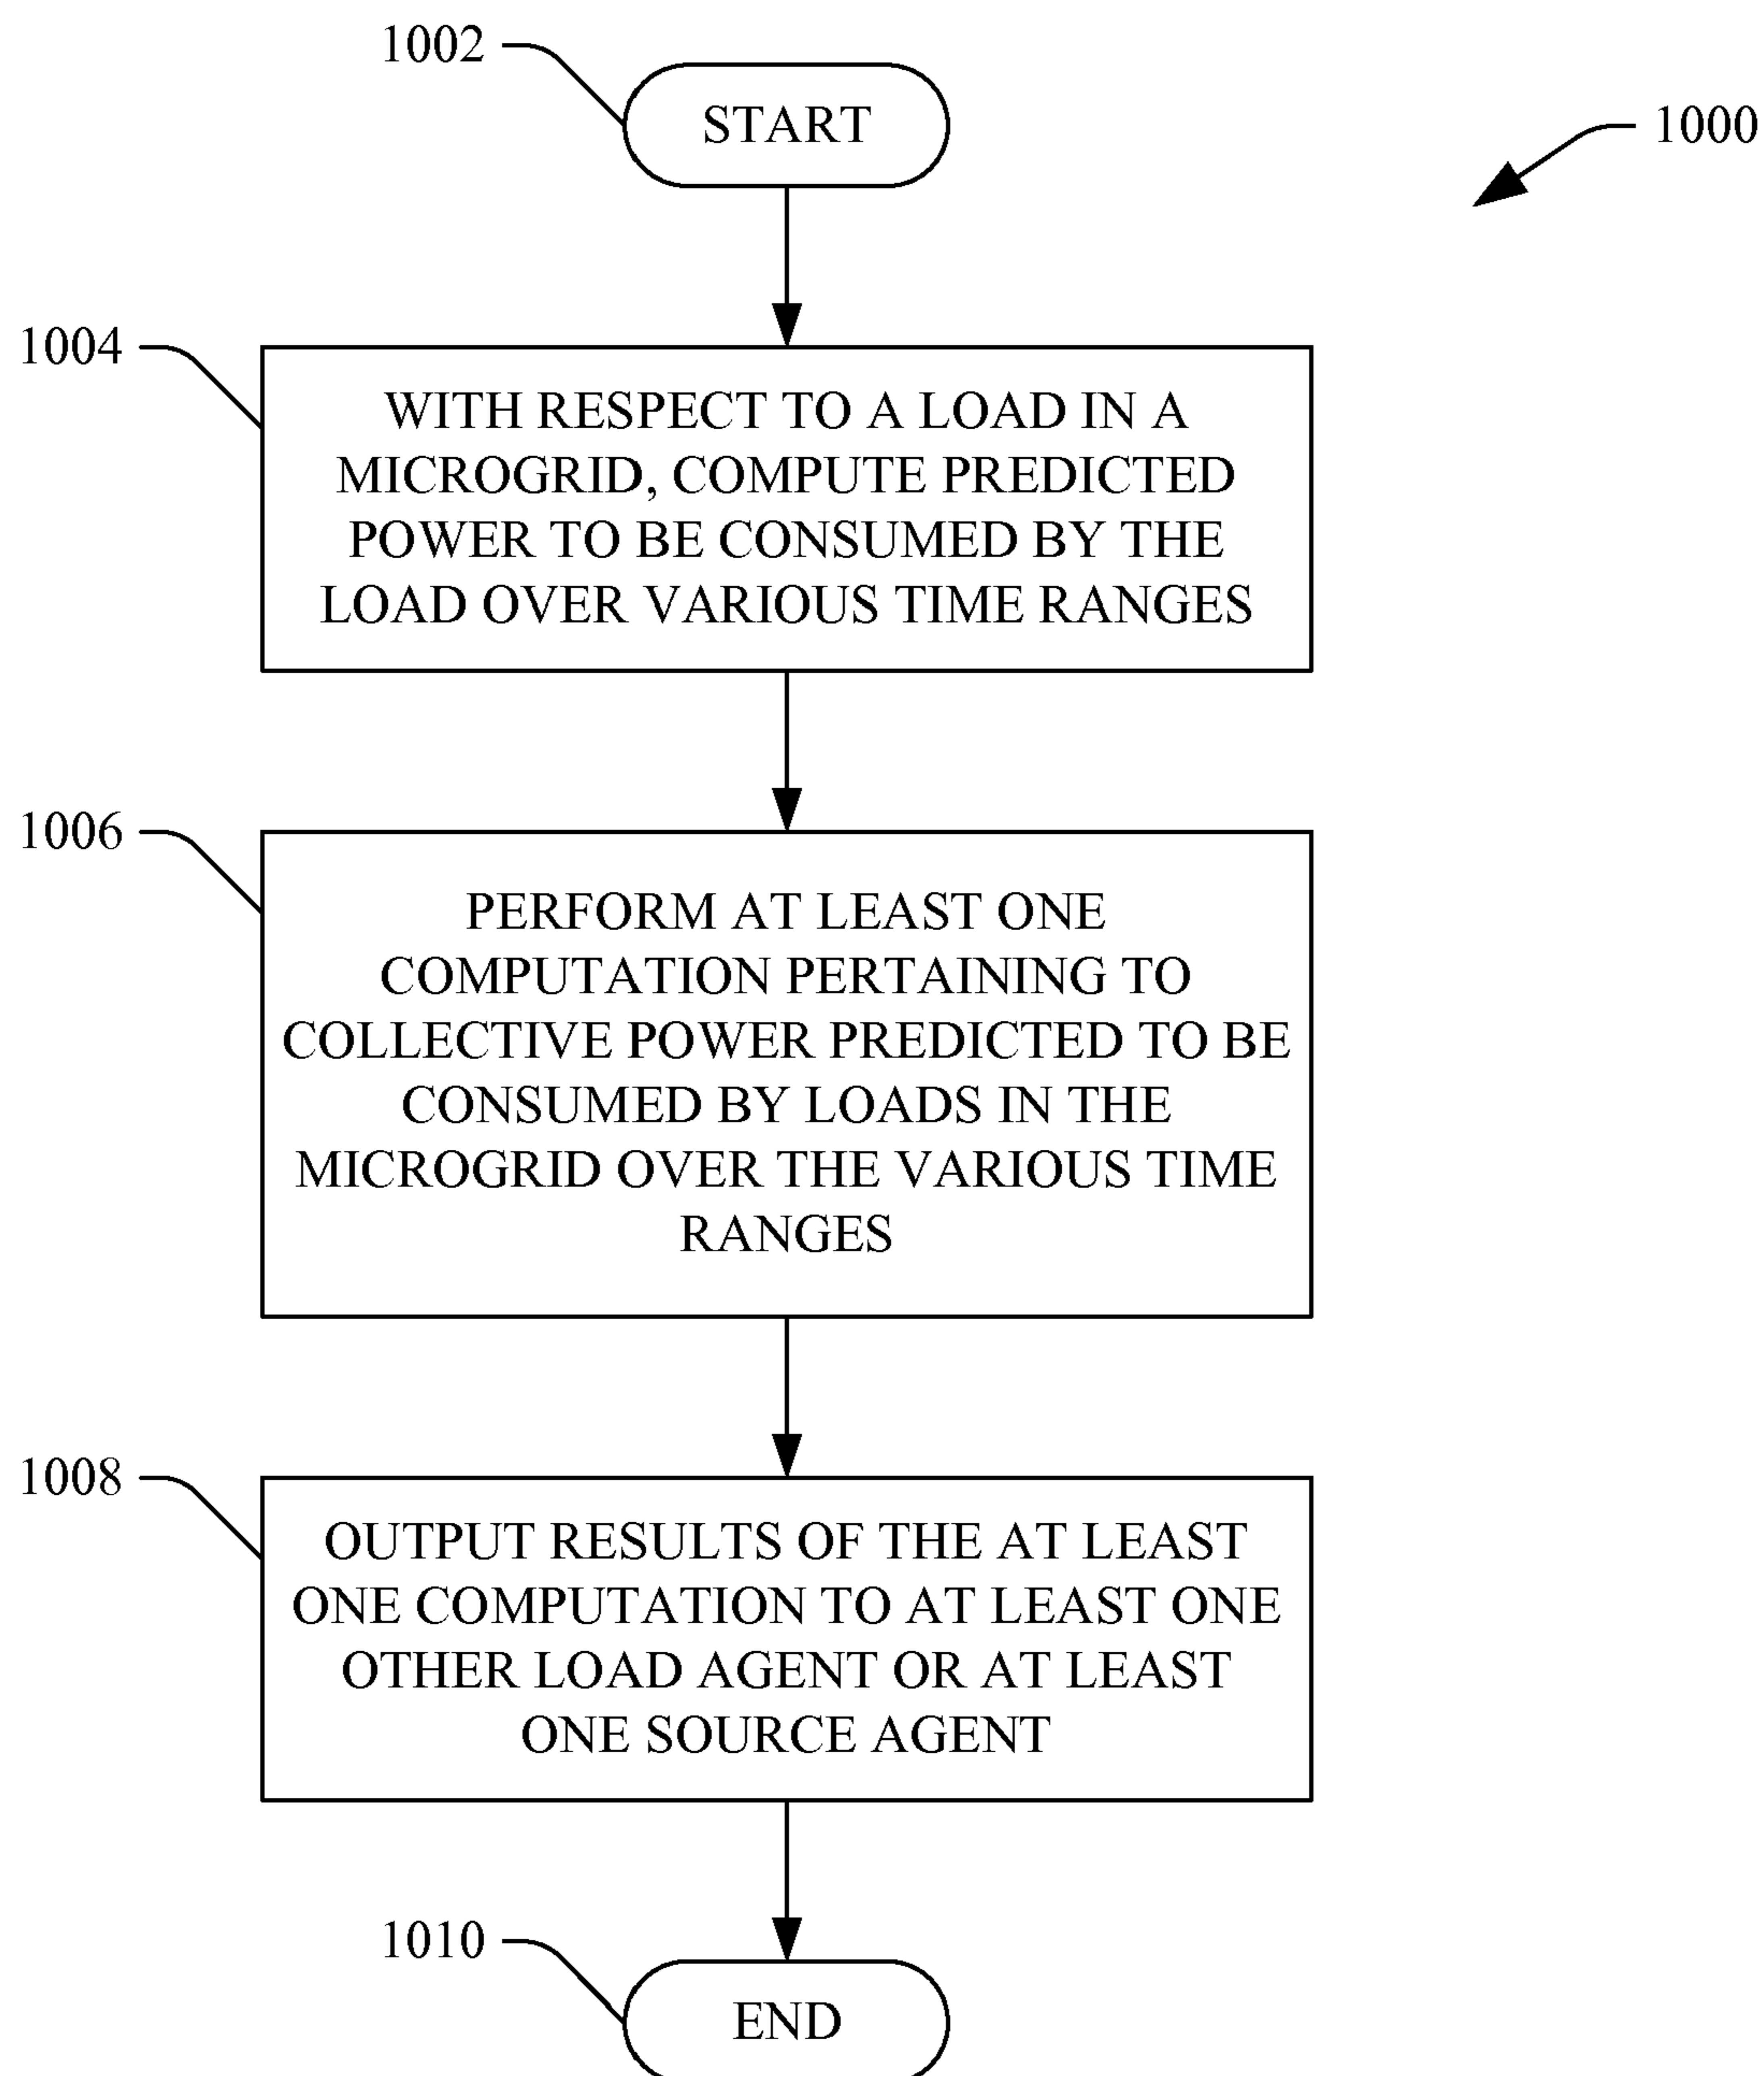 1002
START
1000
1004
WITH RESPECT TO A LOAD IN A
MICROGRID, COMPUTE PREDICTED
POWER TO BE CONSUMED BY THE
LOAD OVER VARIOUS TIME RANGES
1006
PERFORM AT LEAST ONE
COMPUTATION PERTAINING TO
COLLECTIVE POWER PREDICTED TO BE
CONSUMED BY LOADS IN THE
MICROGRID OVER THE VARIOUS TIME
RANGES
1008
OUTPUT RESULTS OF THE AT LEAST
ONE COMPUTATION TO AT LEAST ONE
OTHER LOAD AGENT OR AT LEAST
ONE SOURCE AGENT
1010
END